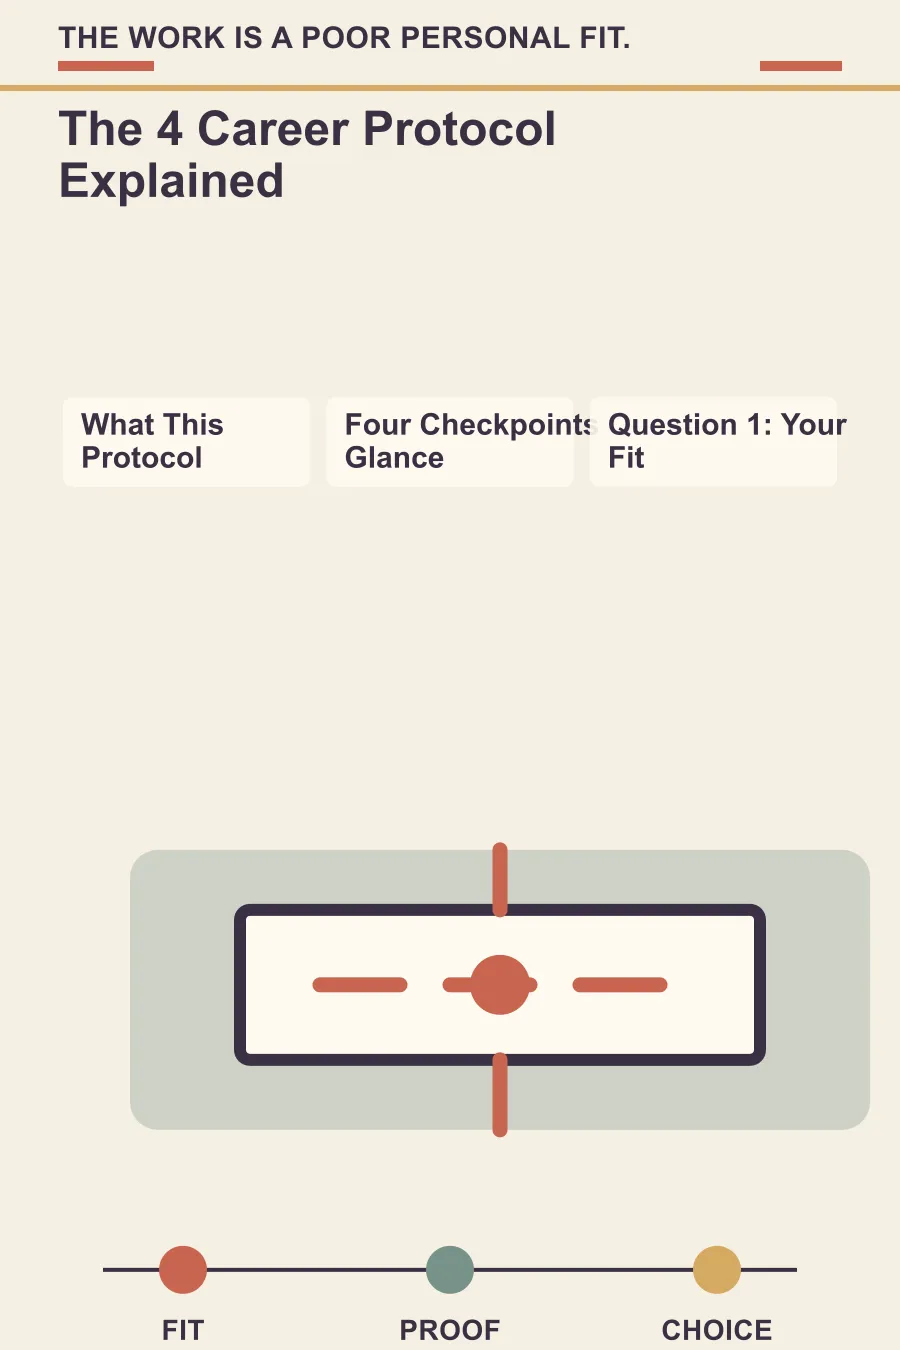 THE WORK IS A POOR PERSONAL FIT.
The 4 Career Protocol
Explained
What This
Protocol
Four Checkpoints
Glance
Question 1: Your
Fit
FIT
PROOF
CHOICE